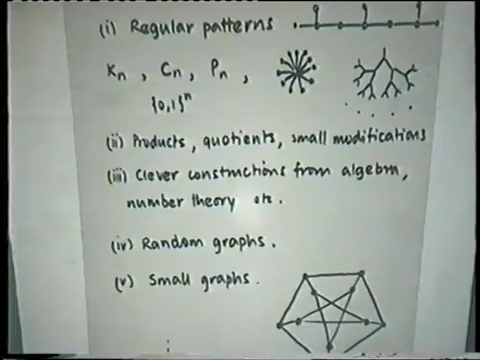 (i) Regular patterns
Kn , Cn , Pn ,
{0,1}^n
(ii) Products, quotients, small modifications
(iii) Clever constructions from algebra,
number theory etc.
(iv) Random graphs.
(v) Small graphs.